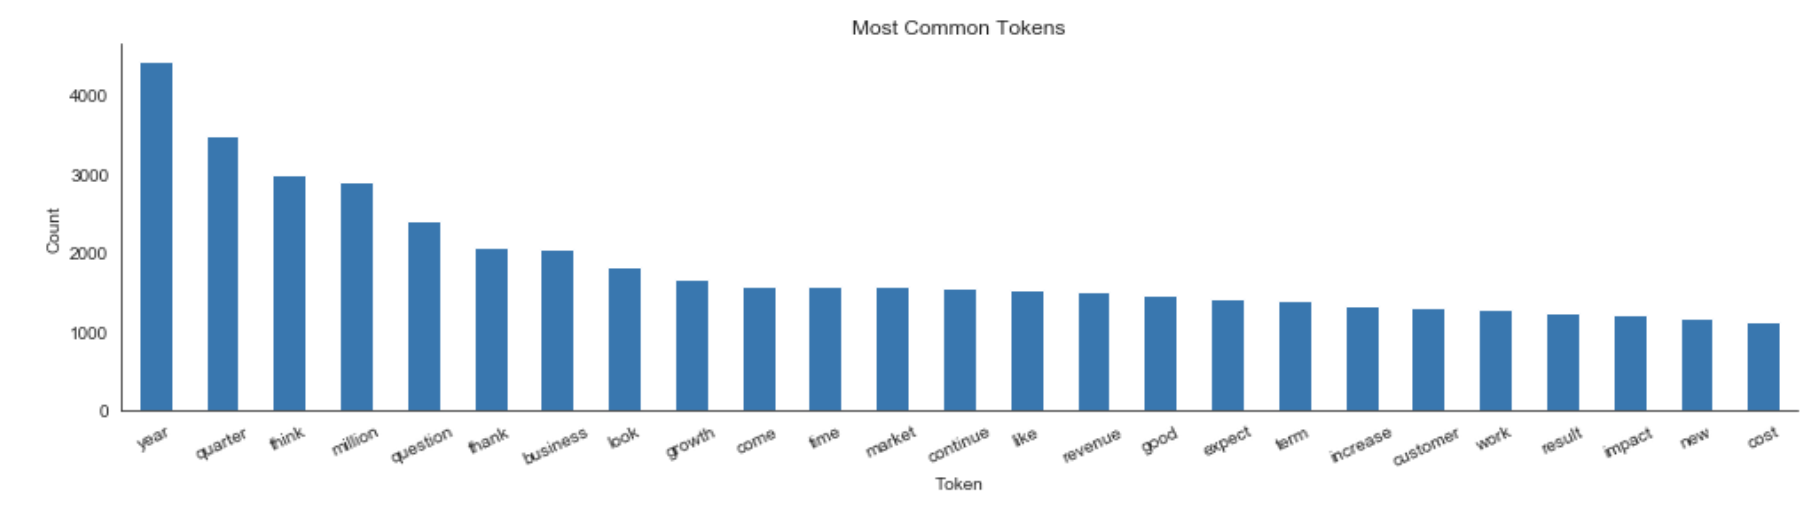 Most Common Tokens
4000
3000
2000
1000
0
Count
year quarter think million question thank business look growth come time market continue like revenue good expect term increase customer work result impact new cost
Token